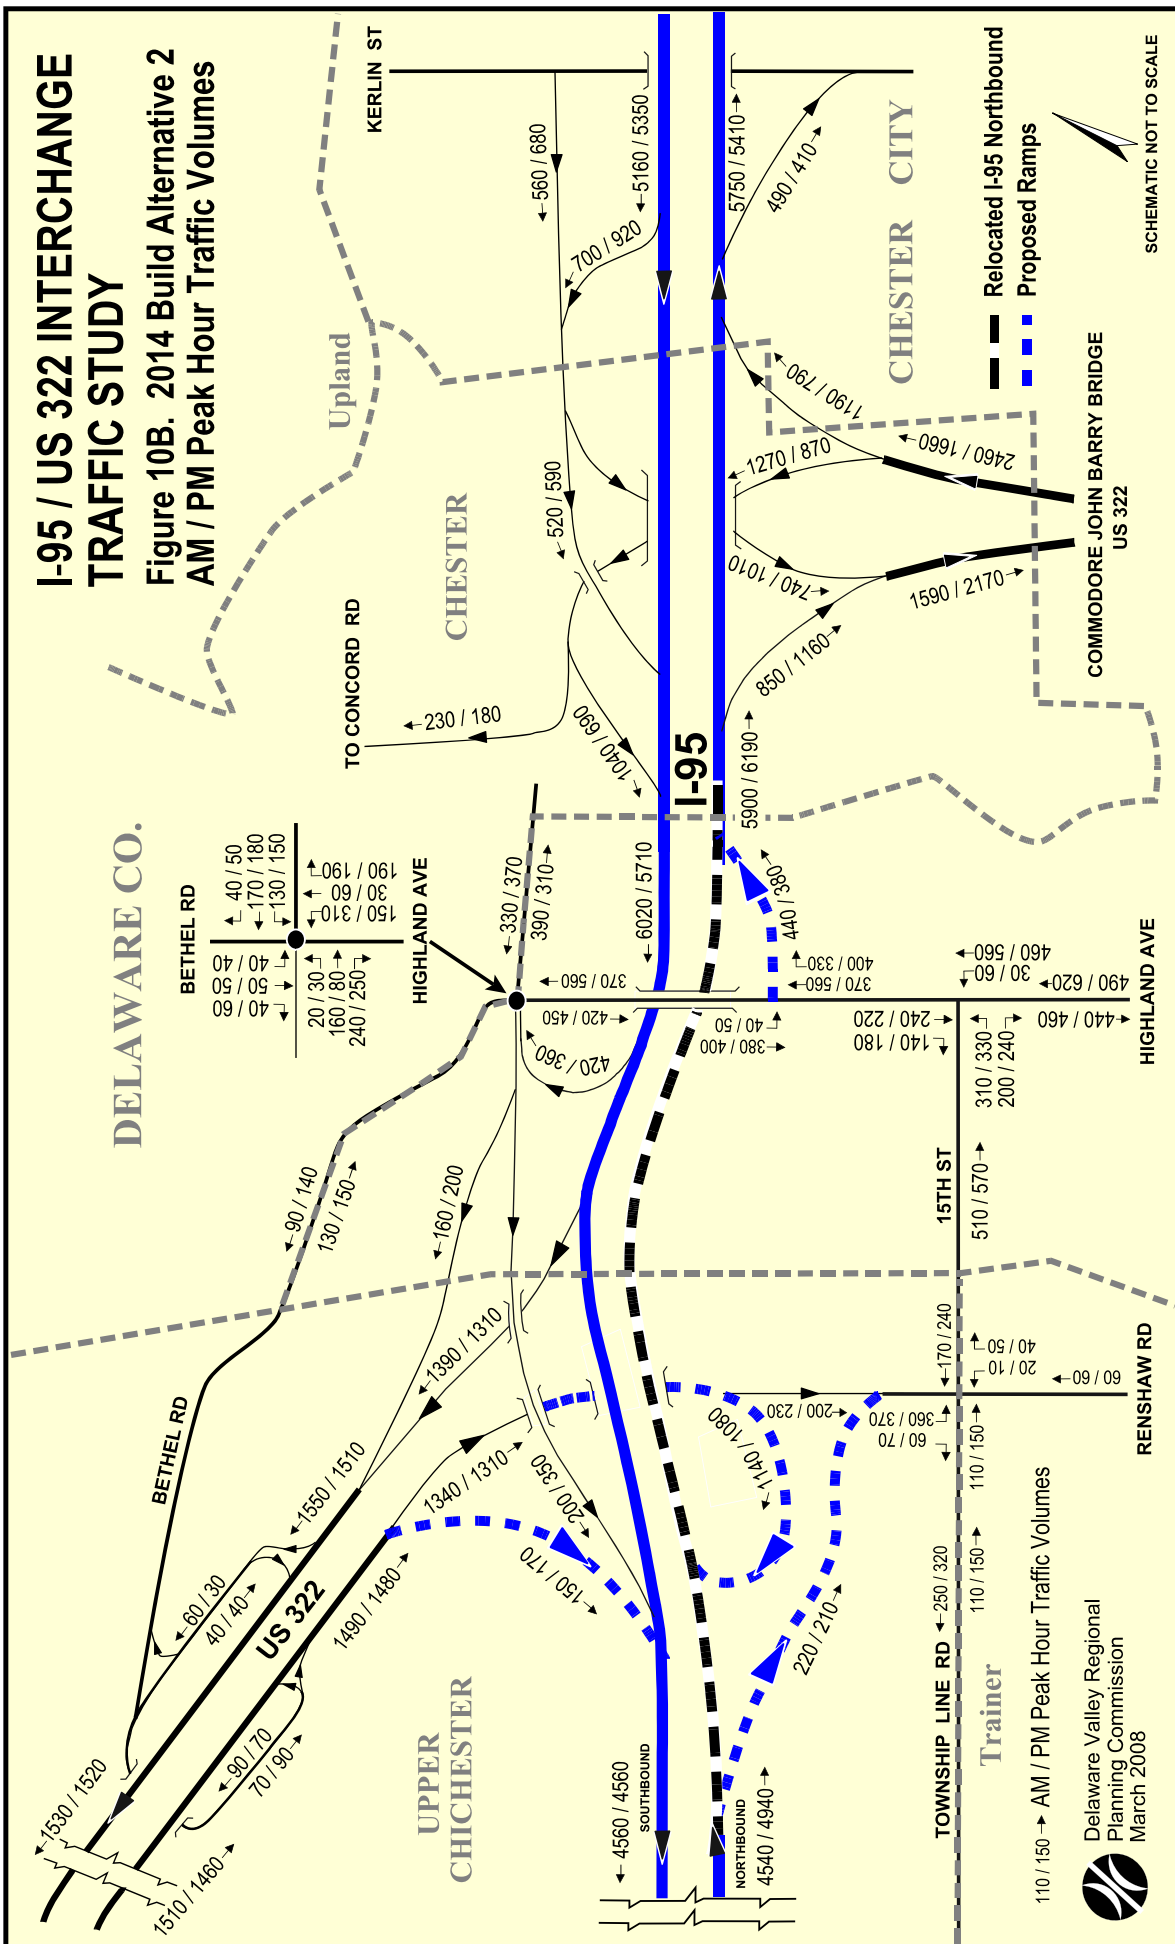 I-95 / US 322 INTERCHANGE
TRAFFIC STUDY
Figure 10B. 2014 Build Alternative 2
AM / PM Peak Hour Traffic Volumes
KERLIN ST
560 / 680
5160 / 5350
5750 / 5410
490 / 410
700 / 920
CHESTER CITY
Relocated I-95 Northbound
Proposed Ramps
SCHEMATIC NOT TO SCALE
Upland
CHESTER
520 / 590
1190 / 790
1270 / 870
2460 / 1660
1010 / 740
1590 / 2170
850 / 1160
COMMODORE JOHN BARRY BRIDGE
US 322
TO CONCORD RD
230 / 180
1040 / 690
I-95
5900 / 6190
DELAWARE CO.
BETHEL RD
40 / 50
170 / 180
130 / 150
190 / 190
30 / 60
150 / 310
40 / 40
50 / 50
40 / 60
20 / 30
160 / 80
240 / 250
HIGHLAND AVE
330 / 370
390 / 310
6020 / 5710
440 / 380
370 / 560
420 / 450
420 / 360
400 / 330
370 / 560
40 / 50
380 / 400
240 / 220
140 / 180
460 / 560
30 / 60
490 / 620
440 / 460
310 / 330
200 / 240
HIGHLAND AVE
15TH ST
510 / 570
90 / 140
130 / 150
160 / 200
BETHEL RD
1390 / 1310
1550 / 1510
1340 / 1310
200 / 350
1140 / 1080
200 / 230
170 / 240
40 / 50
20 / 10
60 / 60
360 / 370
60 / 70
110 / 150
RENSHAW RD
60 / 30
40 / 40
US 322
1490 / 1480
150 / 170
220 / 210
250 / 320
110 / 150
TOWNSHIP LINE RD
Trainer
90 / 70
70 / 90
1530 / 1520
1510 / 1460
UPPER
CHICHESTER
4560 / 4560
SOUTHBOUND
NORTHBOUND
4540 / 4940
110 / 150 AM / PM Peak Hour Traffic Volumes
Delaware Valley Regional
Planning Commission
March 2008